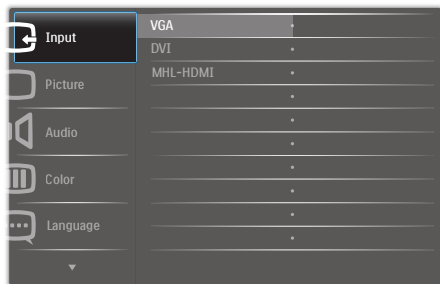 Input
VGA
DVI
MHL-HDMI
Picture
Audio
Color
Language